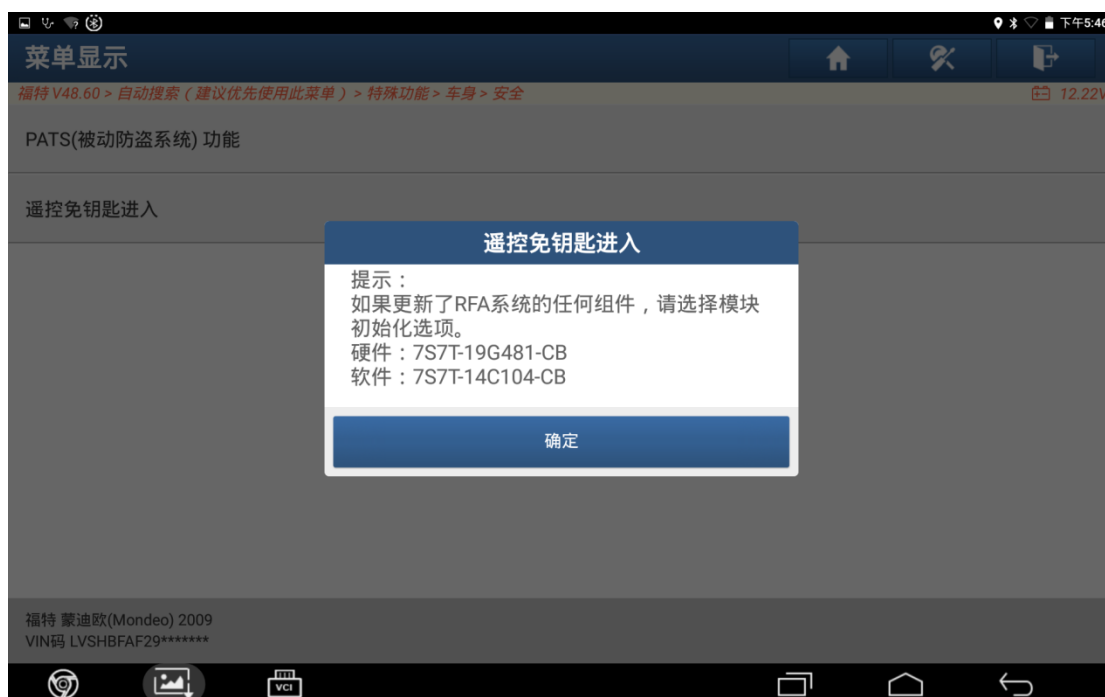 下午5:46
菜单显示
福特 V48.60 > 自动搜索 ( 建议优先使用此菜单 ) > 特殊功能 > 车身 > 安全
12.22V
PATS(被动防盗系统) 功能
遥控免钥匙进入
遥控免钥匙进入
提示：
如果更新了RFA系统的任何组件，请选择模块
初始化选项。
硬件：7S7T-19G481-CB
软件：7S7T-14C104-CB
确定
福特 蒙迪欧(Mondeo) 2009
VIN码 LVSHBFAF29*******
VCI